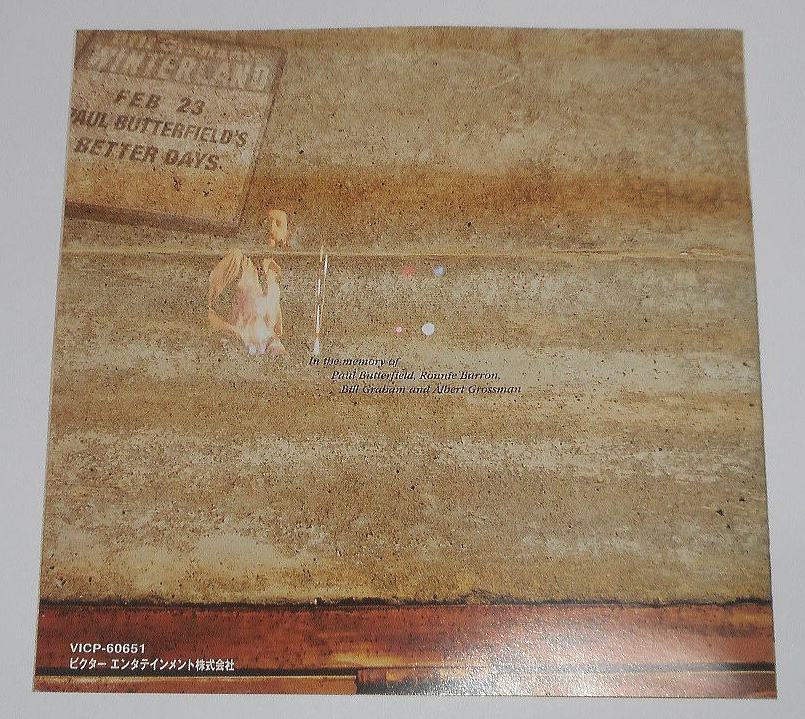 WINTERLAND
FEB 23
PAUL BUTTERFIELD'S
BETTER DAYS
In the memory of
Paul Butterfield, Ronnie Barron,
Bill Graham and Albert Grossman
VICP-60651
ビクター エンタテインメント株式会社